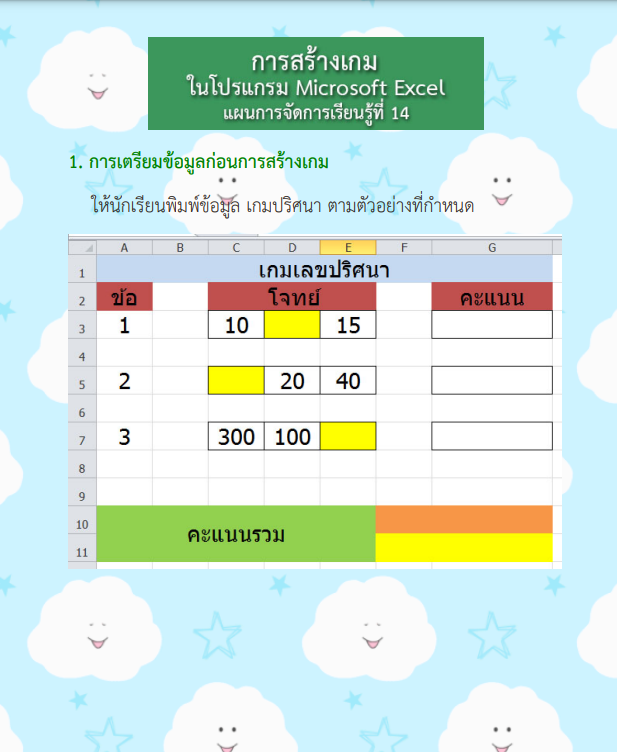 การสร้างเกม
ในโปรแกรม Microsoft Excel
แผนการจัดการเรียนรู้ที่ 14
1. การเตรียมข้อมูลก่อนการสร้างเกม
ให้นักเรียนพิมพ์ข้อมูล เกมปริศนา ตามตัวอย่างที่กำหนด
A B C D E F G
1 เกมเลขปริศนา
2 ข้อ โจทย์ คะแนน
3 1 10 15
4
5 2 20 40
6
7 3 300 100
8
9
10
คะแนนรวม
11